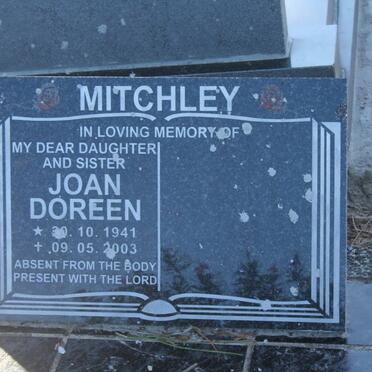 MITCHLEY
IN LOVING MEMORY OF
MY DEAR DAUGHTER
AND SISTER
JOAN
DOREEN
★ 20. 10. 1941
✝ 09. 05. 2003
ABSENT FROM THE BODY
PRESENT WITH THE LORD